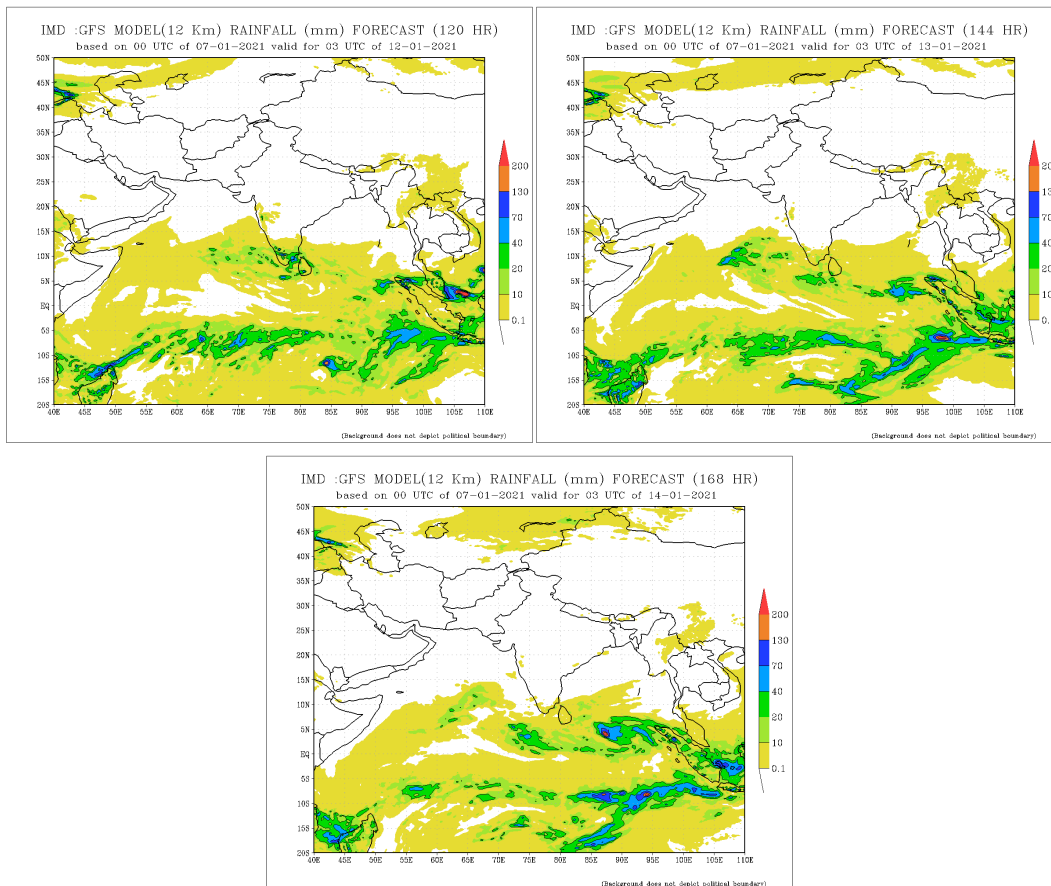 IMD :GFS MODEL(12 Km) RAINFALL (mm) FORECAST (120 HR)
based on 00 UTC of 07-01-2021 valid for 03 UTC of 12-01-2021
50N
45N
40N
35N
30N
25N
20N
15N
10N
5N
EQ
5S
10S
15S
20S
40E 45E 50E 55E 60E 65E 70E 75E 80E 85E 90E 95E 100E 105E 110E
200
130
70
40
20
10
0.1
(Background does not depict political boundary)
IMD :GFS MODEL(12 Km) RAINFALL (mm) FORECAST (144 HR)
based on 00 UTC of 07-01-2021 valid for 03 UTC of 13-01-2021
50N
45N
40N
35N
30N
25N
20N
15N
10N
5N
EQ
5S
10S
15S
20S
40E 45E 50E 55E 60E 65E 70E 75E 80E 85E 90E 95E 100E 105E 110E
200
130
70
40
20
10
0.1
(Background does not depict political boundary)
IMD :GFS MODEL(12 Km) RAINFALL (mm) FORECAST (168 HR)
based on 00 UTC of 07-01-2021 valid for 03 UTC of 14-01-2021
50N
45N
40N
35N
30N
25N
20N
15N
10N
5N
EQ
5S
10S
15S
20S
40E 45E 50E 55E 60E 65E 70E 75E 80E 85E 90E 95E 100E 105E 110E
200
130
70
40
20
10
0.1
(Background does not depict political boundary)